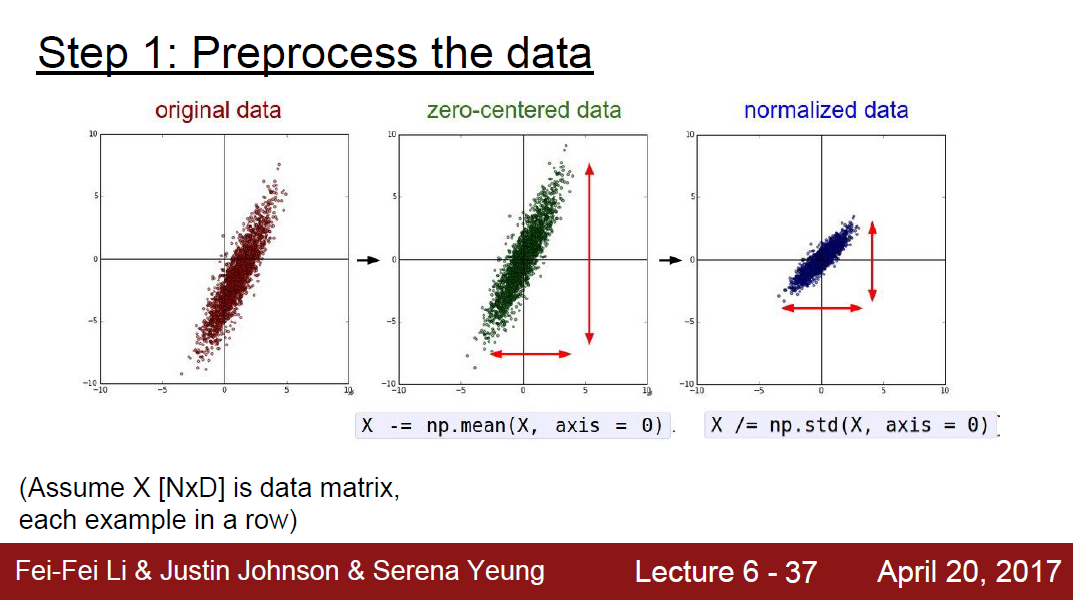 Step 1: Preprocess the data
original data
zero-centered data
normalized data
10
5
0
−5
−10
−10
−5
0
5
10
10
5
0
−5
−10
−10
−5
0
5
10
10
5
0
−5
−10
−10
−5
0
5
10
X -= np.mean(X, axis = 0)
X /= np.std(X, axis = 0)
(Assume X [NxD] is data matrix,
each example in a row)
Fei-Fei Li & Justin Johnson & Serena Yeung
Lecture 6 - 37
April 20, 2017